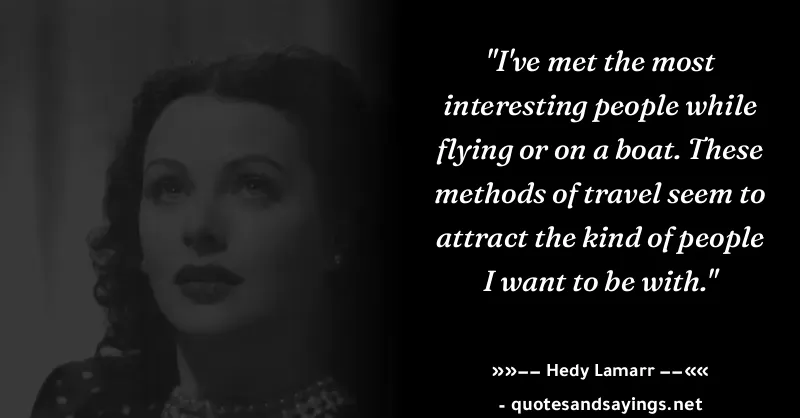 "I've met the most
interesting people while
flying or on a boat. These
methods of travel seem to
attract the kind of people
I want to be with."
»»−− Hedy Lamarr −−««
- quotesandsayings.net